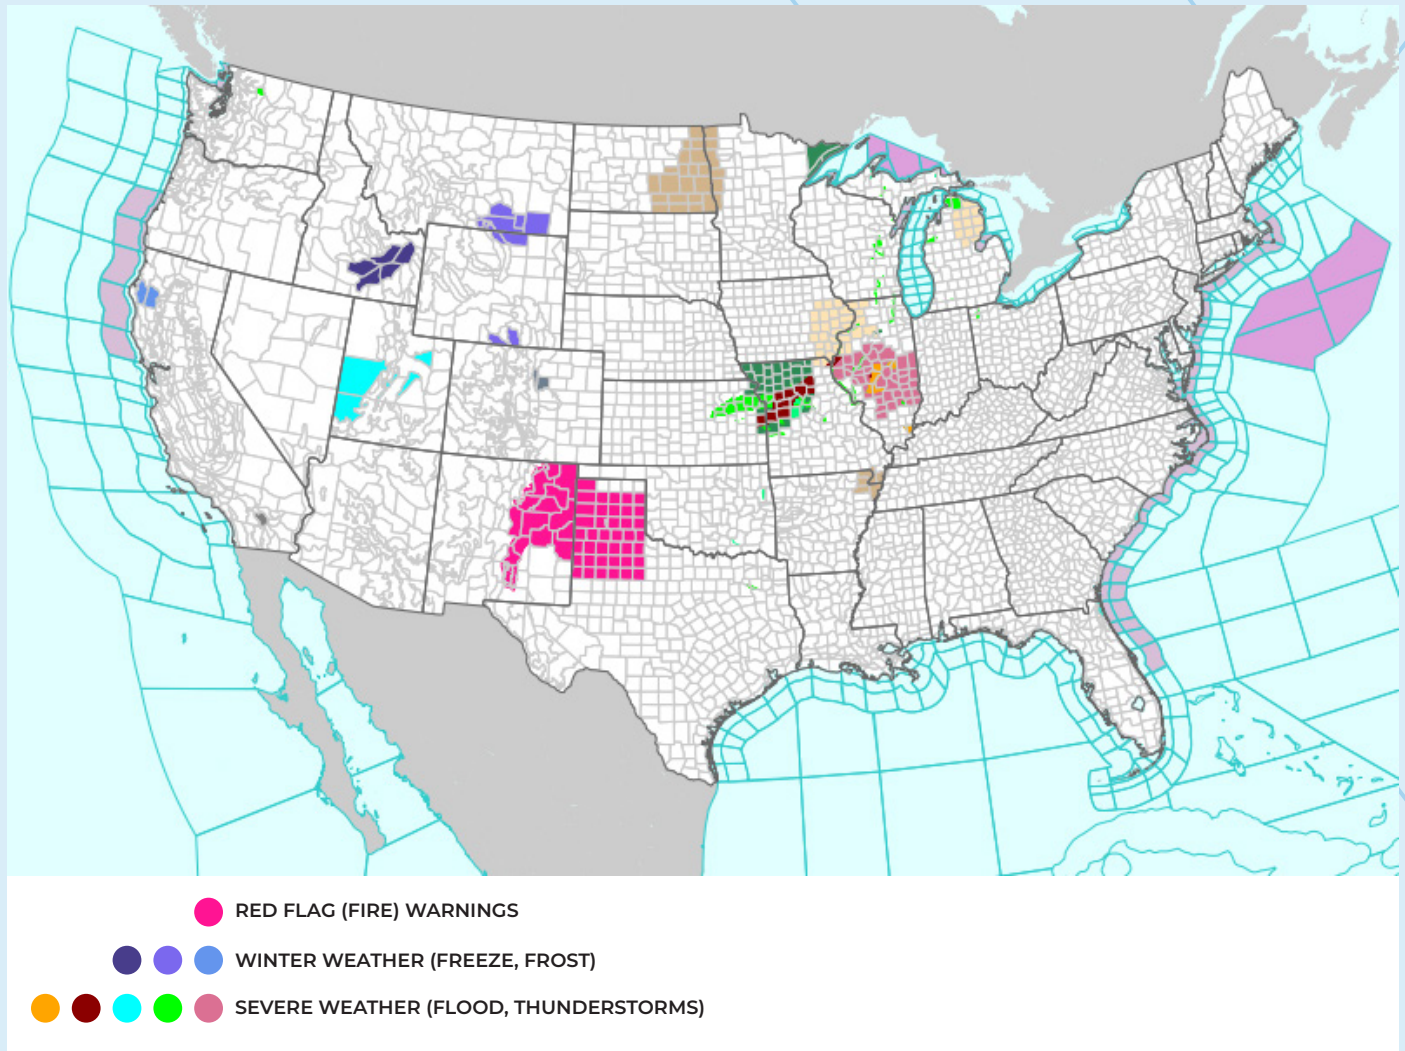 RED FLAG (FIRE) WARNINGS
WINTER WEATHER (FREEZE, FROST)
SEVERE WEATHER (FLOOD, THUNDERSTORMS)